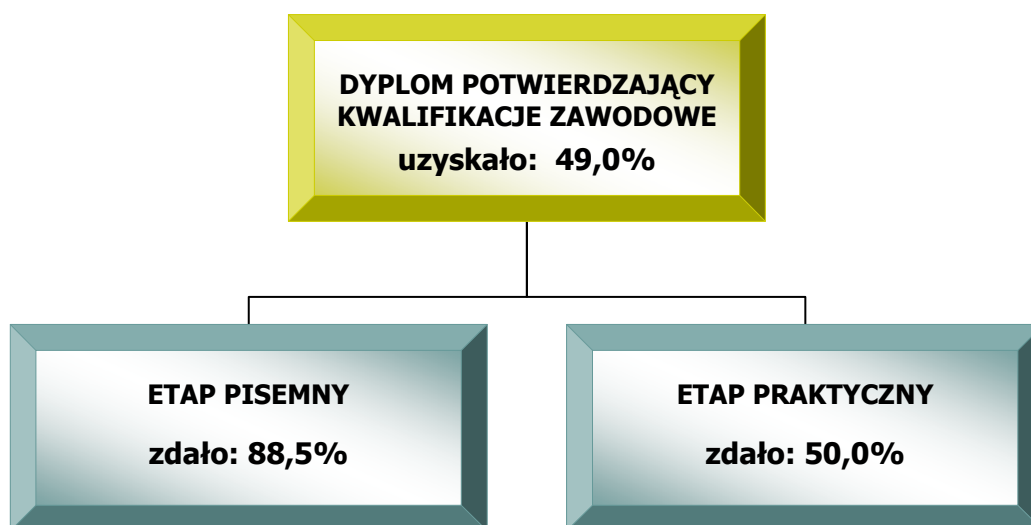 DYPLOM POTWIERDZAJĄCY
KWALIFIKACJE ZAWODOWE
uzyskało: 49,0%
ETAP PISEMNY
zdało: 88,5%
ETAP PRAKTYCZNY
zdało: 50,0%